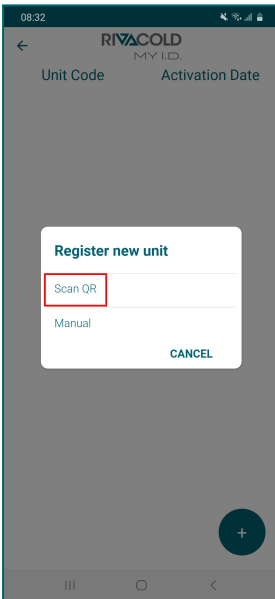 08:32
RIVACOLD
MY I.D.
Unit Code Activation Date
Register new unit
Scan QR
Manual
CANCEL
+